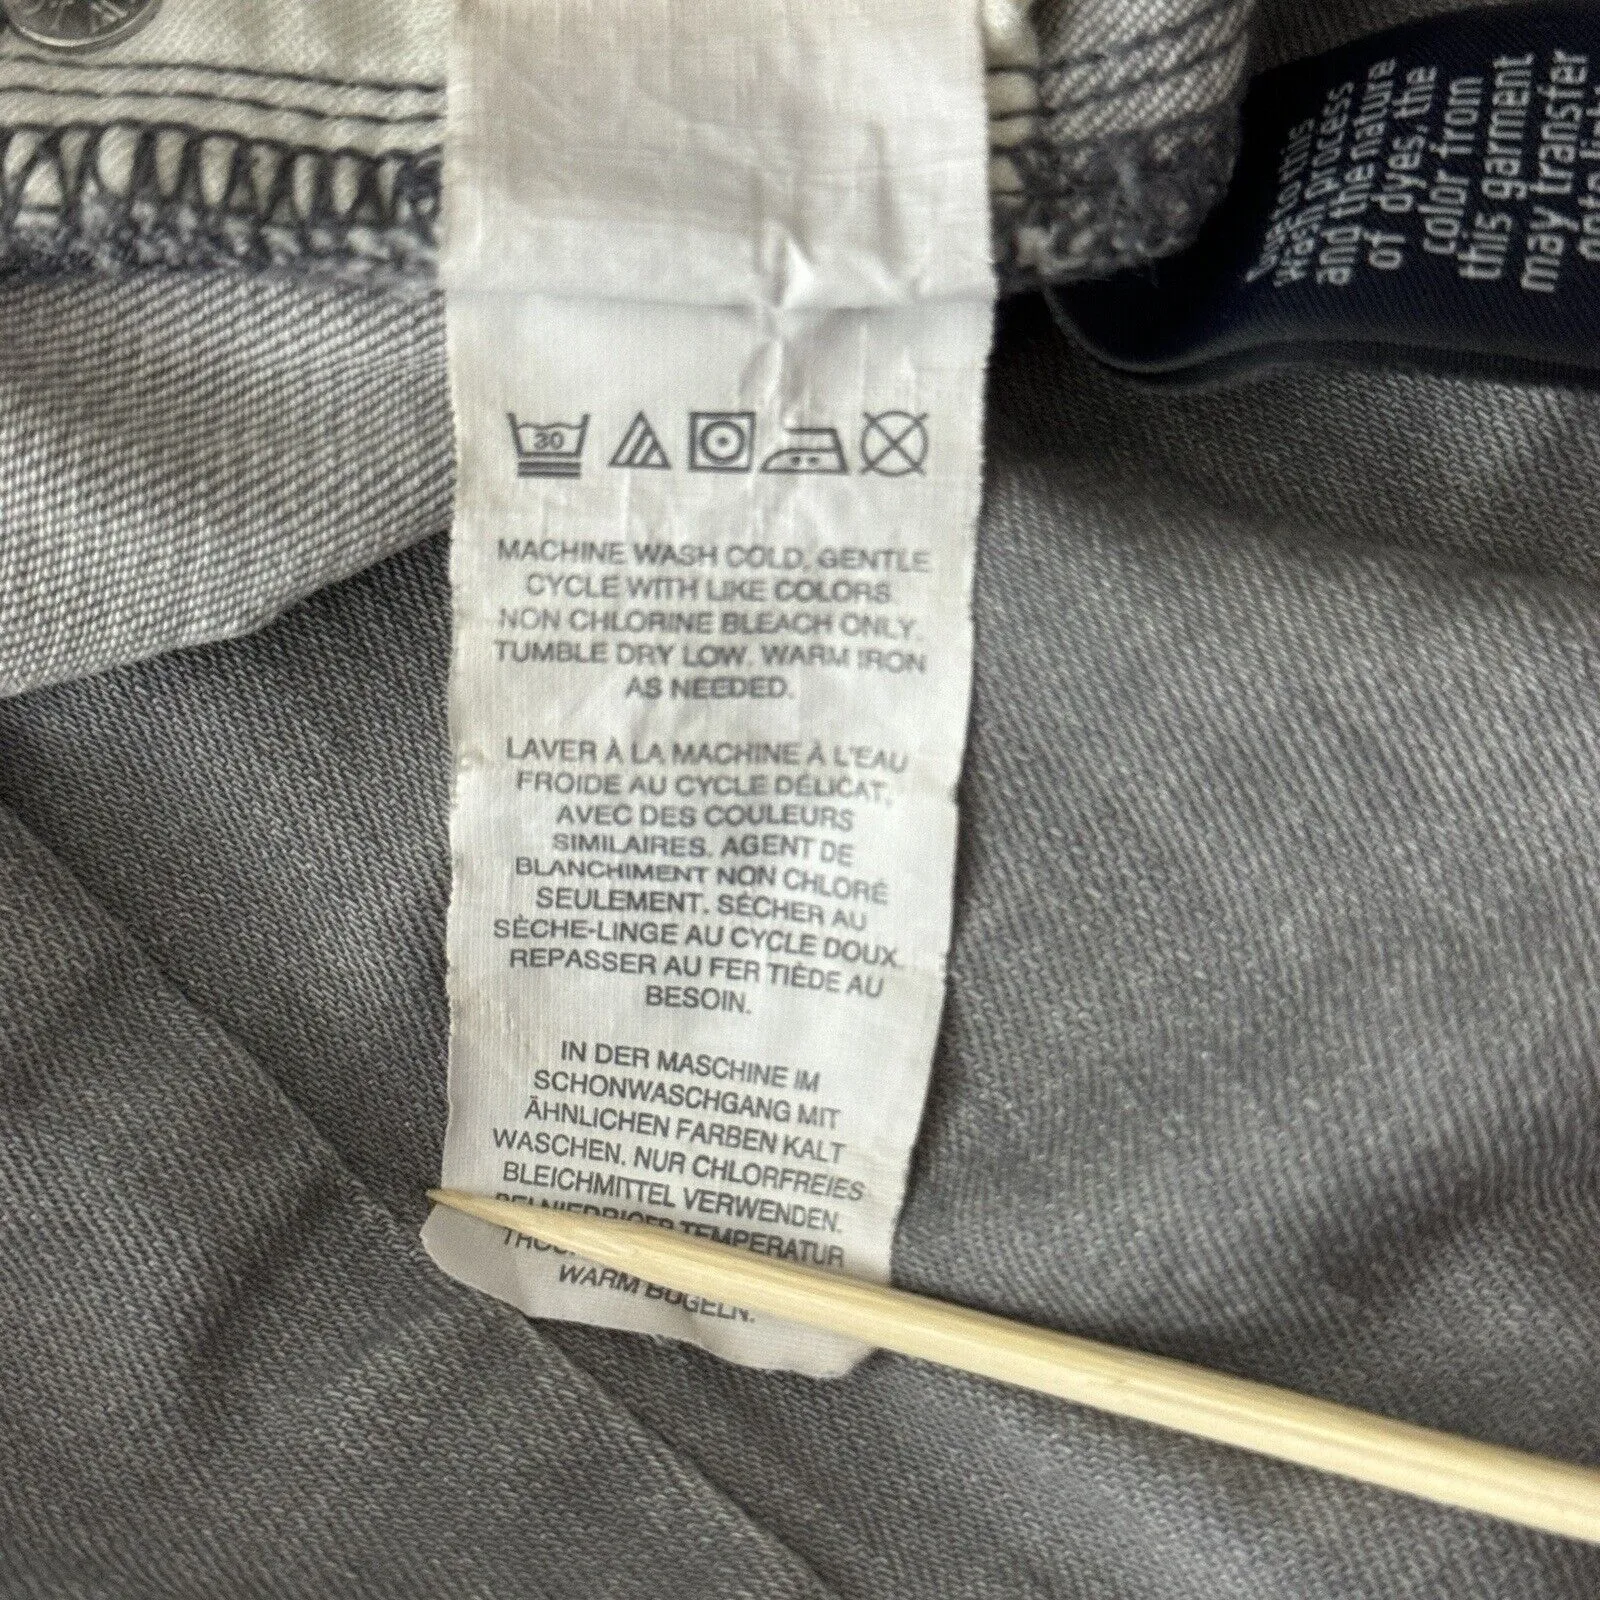 30
MACHINE WASH COLD, GENTLE
CYCLE WITH LIKE COLORS
NON CHLORINE BLEACH ONLY.
TUMBLE DRY LOW. WARM IRON
AS NEEDED.
LAVER À LA MACHINE À L'EAU
FROIDE AU CYCLE DÉLICAT,
AVEC DES COULEURS
SIMILAIRES. AGENT DE
BLANCHIMENT NON CHLORÉ
SEULEMENT. SÉCHER AU
SÈCHE-LINGE AU CYCLE DOUX.
REPASSER AU FER TIÈDE AU
BESOIN.
IN DER MASCHINE IM
SCHONWASCHGANG MIT
ÄHNLICHEN FARBEN KALT
WASCHEN. NUR CHLORFREIES
BLEICHMITTEL VERWENDEN.
BEI NIEDRIGER TEMPERATUR
WARM BÜGELN.
to this
wash process
and the nature
of dyes, the
color from
this garment
may transfer